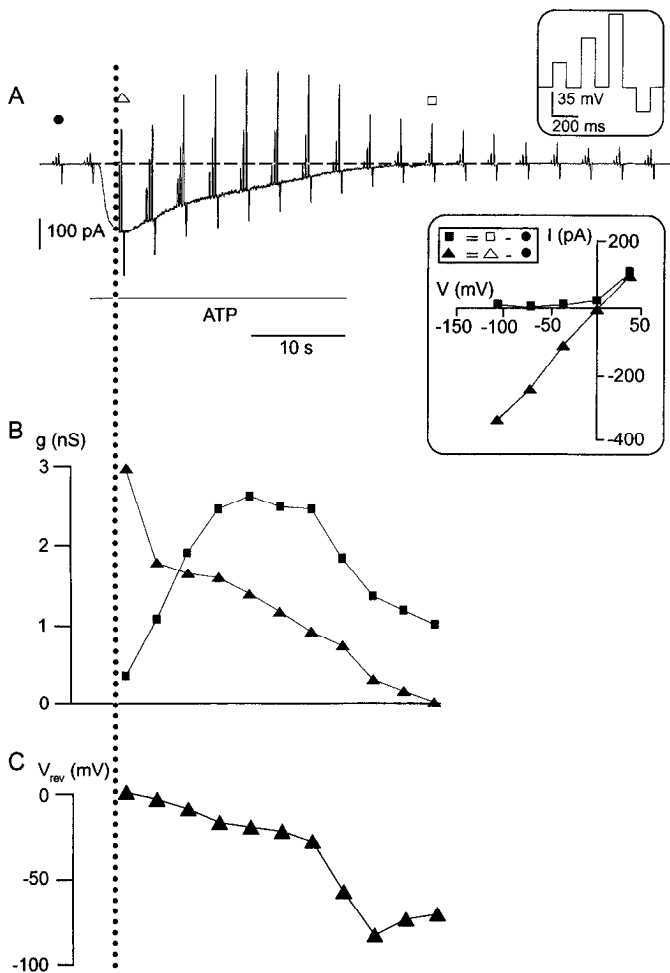 A
35 mV
200 ms
100 pA
ATP
10 s
■ = □ - ●
▲ = △ - ●
I (pA)
200
V (mV)
-150
-100
-50
50
-200
-400
B
g (nS)
3
2
1
0
C
Vrev (mV)
0
-50
-100